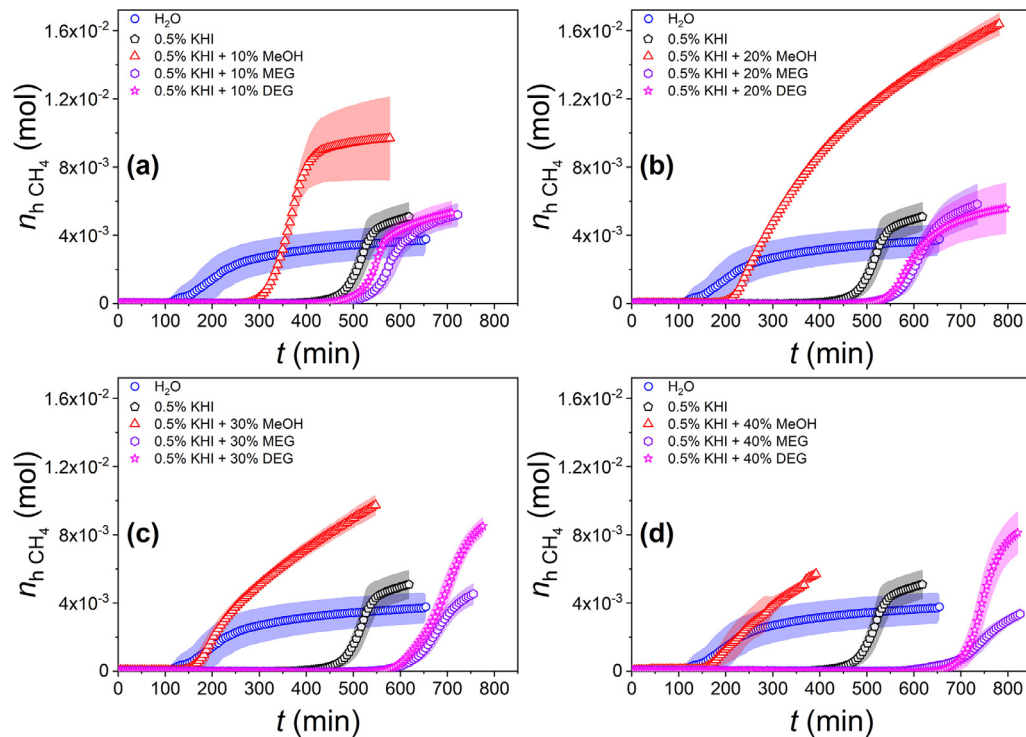 H₂O
0.5% KHI
0.5% KHI + 10% MeOH
0.5% KHI + 10% MEG
0.5% KHI + 10% DEG
(a)
n_h CH₄ (mol)
1.6x10⁻²
1.2x10⁻²
8x10⁻³
4x10⁻³
0
0 100 200 300 400 500 600 700 800
t (min)
H₂O
0.5% KHI
0.5% KHI + 20% MeOH
0.5% KHI + 20% MEG
0.5% KHI + 20% DEG
(b)
n_h CH₄ (mol)
1.6x10⁻²
1.2x10⁻²
8x10⁻³
4x10⁻³
0
0 100 200 300 400 500 600 700 800
t (min)
H₂O
0.5% KHI
0.5% KHI + 30% MeOH
0.5% KHI + 30% MEG
0.5% KHI + 30% DEG
(c)
n_h CH₄ (mol)
1.6x10⁻²
1.2x10⁻²
8x10⁻³
4x10⁻³
0
0 100 200 300 400 500 600 700 800
t (min)
H₂O
0.5% KHI
0.5% KHI + 40% MeOH
0.5% KHI + 40% MEG
0.5% KHI + 40% DEG
(d)
n_h CH₄ (mol)
1.6x10⁻²
1.2x10⁻²
8x10⁻³
4x10⁻³
0
0 100 200 300 400 500 600 700 800
t (min)